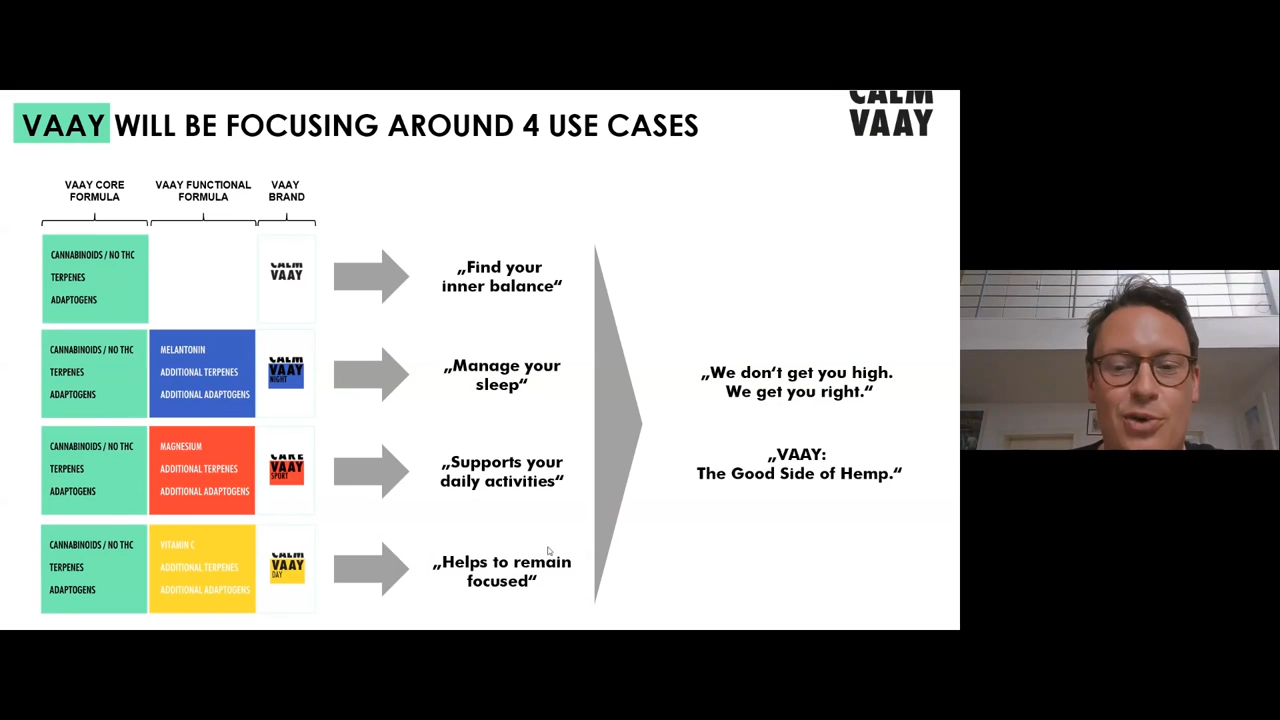 CALM
VAAY
VAAY WILL BE FOCUSING AROUND 4 USE CASES
VAAY CORE
FORMULA
VAAY FUNCTIONAL
FORMULA
VAAY
BRAND
CANNABINOIDS / NO THC
TERPENES
ADAPTOGENS
CALM
VAAY
„Find your
inner balance“
CANNABINOIDS / NO THC
TERPENES
ADAPTOGENS
MELANTONIN
ADDITIONAL TERPENES
ADDITIONAL ADAPTOGENS
CALM
VAAY
NIGHT
„Manage your
sleep“
CANNABINOIDS / NO THC
TERPENES
ADAPTOGENS
MAGNESIUM
ADDITIONAL TERPENES
ADDITIONAL ADAPTOGENS
CARE
VAAY
SPORT
„Supports your
daily activities“
CANNABINOIDS / NO THC
TERPENES
ADAPTOGENS
VITAMIN C
ADDITIONAL TERPENES
ADDITIONAL ADAPTOGENS
CALM
VAAY
DAY
„Helps to remain
focused“
„We don‘t get you high.
We get you right.“
„VAAY:
The Good Side of Hemp.“